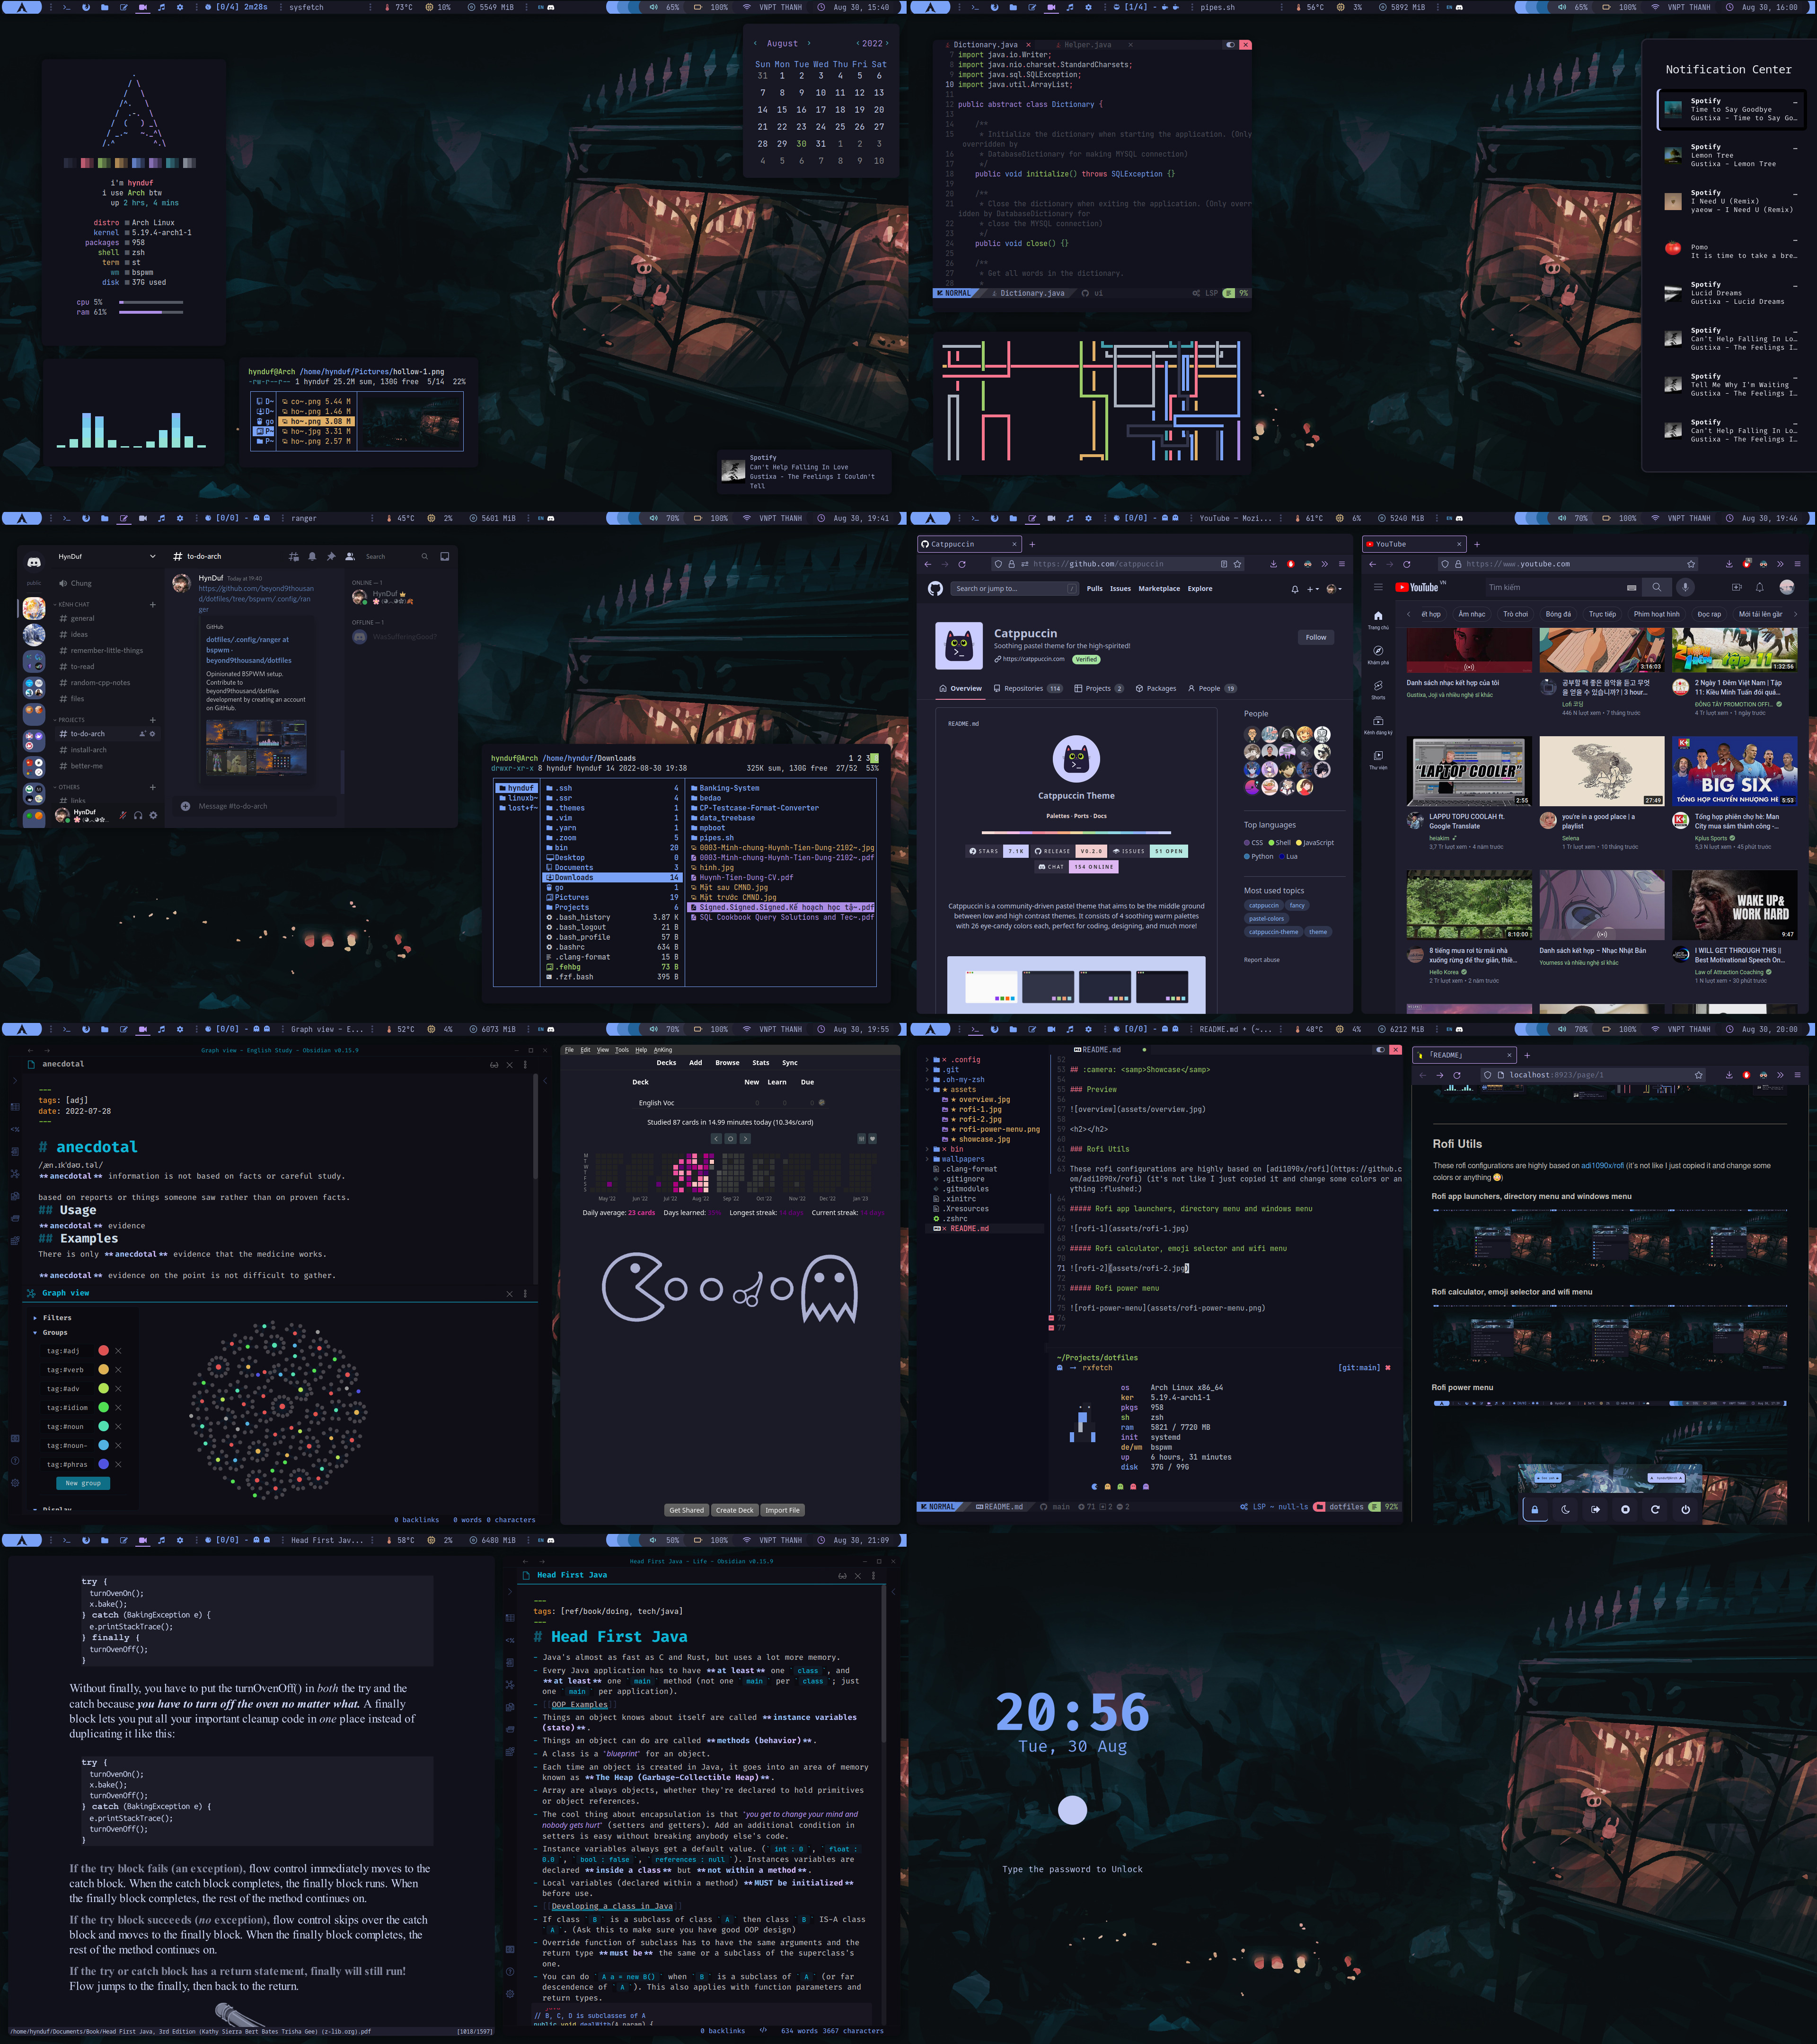 [0/4] 2m28s
sysfetch
73°C
10%
5549 MiB
EN
65%
100%
VNPT THANH
Aug 30, 15:40
August
2022
Sun Mon Tue Wed Thu Fri Sat
31 1 2 3 4 5 6
7 8 9 10 11 12 13
14 15 16 17 18 19 20
21 22 23 24 25 26 27
28 29 30 31 1 2 3
4 5 6 7 8 9 10
i'm hynduf
i use Arch btw
up 2 hrs, 4 mins
distro Arch Linux
kernel 5.19.4-arch1-1
packages 958
shell zsh
term st
wm bspwm
disk 37G used
cpu 5%
ram 61%
hynduf@Arch /home/hynduf/Pictures/hollow-1.png
-rw-r--r-- 1 hynduf 25.2M sum, 130G free 5/14 22%
D~ co~.png 5.44 M
D~ ho~.png 1.46 M
go ho~.png 3.08 M
P~ ho~.jpg 3.31 M
P~ ho~.png 2.57 M
Spotify
Can't Help Falling In Love
Gustixa - The Feelings I Couldn't
Tell
[1/4] -
pipes.sh
56°C
3%
5892 MiB
EN
65%
100%
VNPT THANH
Aug 30, 16:00
Dictionary.java
Helper.java
7 import java.io.Writer;
8 import java.nio.charset.StandardCharsets;
9 import java.sql.SQLException;
10 import java.util.ArrayList;
11
12 public abstract class Dictionary {
13
14 /**
15 * Initialize the dictionary when starting the application. (Only
overridden by
16 * DatabaseDictionary for making MYSQL connection)
17 */
18 public void initialize() throws SQLException {}
19
20 /**
21 * Close the dictionary when exiting the application. (Only overr
idden by DatabaseDictionary for
22 * close the MYSQL connection)
23 */
24 public void close() {}
25
26 /**
27 * Get all words in the dictionary.
28 *
NORMAL
Dictionary.java
ui
LSP
9%
Notification Center
Spotify
Time to Say Goodbye
Gustixa - Time to Say Go…
Spotify
Lemon Tree
Gustixa - Lemon Tree
Spotify
I Need U (Remix)
yaeow - I Need U (Remix)
Pomo
It is time to take a bre…
Spotify
Lucid Dreams
Gustixa - Lucid Dreams
Spotify
Can't Help Falling In Lo…
Gustixa - The Feelings I…
Spotify
Tell Me Why I'm Waiting
Gustixa - The Feelings I…
Spotify
Can't Help Falling In Lo…
Gustixa - The Feelings I…
[0/0] -
ranger
45°C
2%
5601 MiB
EN
70%
100%
VNPT THANH
Aug 30, 19:41
HynDuf
Chung
KÊNH CHAT
general
ideas
remember-little-things
to-read
random-cpp-notes
files
PROJECTS
to-do-arch
install-arch
better-me
OTHERS
links
HynDuf
# to-do-arch
Search
HynDuf Today at 19:40
https://github.com/beyond9thousan
d/dotfiles/tree/bspwm/.config/ran
ger
GitHub
dotfiles/.config/ranger at
bspwm ·
beyond9thousand/dotfiles
Opinionated BSPWM setup.
Contribute to
beyond9thousand/dotfiles
development by creating an account
on GitHub.
Message #to-do-arch
ONLINE — 1
HynDuf
OFFLINE — 1
WooSufferingGood?
hynduf@Arch /home/hynduf/Downloads 1 2 3
drwxr-xr-x 8 hynduf hynduf 14 2022-08-30 19:38 325K sum, 130G free 27/52 53%
hynduf
linuxb~
lost+f~
.ssh 4
.ssr 4
.themes 1
.vim 1
.yarn 1
.zoom 5
bin 20
Desktop 0
Documents 3
Downloads 14
go 1
Pictures 19
Projects 6
.bash_history 3.87 K
.bash_logout 21 B
.bash_profile 57 B
.bashrc 634 B
.clang-format 15 B
.fehbg 73 B
.fzf.bash 395 B
Banking-System
bedao
CP-Testcase-Format-Converter
data_treebase
mpboot
pipes.sh
0003-Minh-chung-Huynh-Tien-Dung-2102~.jpg
0003-Minh-chung-Huynh-Tien-Dung-2102~.pdf
hinh.jpg
Huynh-Tien-Dung-CV.pdf
Mặt sau CMND.jpg
Mặt trước CMND.jpg
Signed.Signed.Signed.Kế hoạch học tậ~.pdf
SQL Cookbook Query Solutions and Tec~.pdf
[0/0] -
YouTube — Mozi...
61°C
6%
5240 MiB
EN
70%
100%
VNPT THANH
Aug 30, 19:46
Catppuccin
https://github.com/catppuccin
Search or jump to...
Pulls Issues Marketplace Explore
Catppuccin
Soothing pastel theme for the high-spirited!
https://catppuccin.com
Verified
Follow
Overview Repositories 114 Projects 2 Packages People 19
README.md
Catppuccin Theme
Palettes · Ports · Docs
STARS 7.1K RELEASE V0.2.0 ISSUES 51 OPEN
CHAT 154 ONLINE
Catppuccin is a community-driven pastel theme that aims to be the middle ground
between low and high contrast themes. It consists of 4 soothing warm palettes
with 26 eye-candy colors each, perfect for coding, designing, and much more!
People
Top languages
CSS Shell JavaScript
Python Lua
Most used topics
catppuccin fancy
pastel-colors
catppuccin-theme theme
Report abuse
YouTube
https://www.youtube.com
YouTube VN
Tìm kiếm
Trang chủ
Khám phá
Shorts
Kênh đăng ký
Thư viện
ết hợp Âm nhạc Trò chơi Bóng đá Trực tiếp Phim hoạt hình Đọc rap Mới tải lên gần
3:16:03
tập 11
1:32:56
Danh sách nhạc kết hợp của tôi
Gustixa, Joji và nhiều nghệ sĩ khác
공부할 때 좋은 음악을 듣고 무엇
을 얻을 수 있습니까? | 3 hour...
Lofi 코딩
446 N lượt xem • 7 tháng trước
2 Ngày 1 Đêm Việt Nam | Tập
11: Kiều Minh Tuấn đối quá...
ĐÔNG TÂY PROMOTION OFFI...
4 Tr lượt xem • 1 ngày trước
"LAPTOP COOLER"
2:55
27:49
BIG SIX
TỔNG HỢP CHUYỂN NHƯỢNG HÈ
5:53
LAPPU TOPU COOLAH ft.
Google Translate
heiakim
3,7 Tr lượt xem • 4 năm trước
you're in a good place | a
playlist
Selena
1 Tr lượt xem • 10 tháng trước
Tổng hợp phiên chợ hè: Man
City mua sắm thành công -...
Kplus Sports
5,3 N lượt xem • 45 phút trước
8:10:00
WAKE UP&
WORK HARD
9:47
8 tiếng mưa rơi từ mái nhà
xuống rừng để thư giãn, thiề...
Hello Korea
2 Tr lượt xem • 2 năm trước
Danh sách kết hợp – Nhạc Nhật Bản
Youmess và nhiều nghệ sĩ khác
I WILL GET THROUGH THIS ||
Best Motivational Speech On...
Law of Attraction Coaching
1 N lượt xem • 30 phút trước
[0/0] -
Graph view - E...
52°C
4%
6073 MiB
EN
70%
100%
VNPT THANH
Aug 30, 19:55
Graph view - English Study - Obsidian v0.15.9
anecdotal
---
tags: [adj]
date: 2022-07-28
---
# anecdotal
/ˌæn.ɪkˈdəʊ.təl/
**anecdotal** information is not based on facts or careful study.
based on reports or things someone saw rather than on proven facts.
## Usage
**anecdotal** evidence
## Examples
There is only **anecdotal** evidence that the medicine works.
**anecdotal** evidence on the point is not difficult to gather.
Graph view
Filters
Groups
tag:#adj
tag:#verb
tag:#adv
tag:#idiom
tag:#noun
tag:#noun-
tag:#phras
New group
Display
0 backlinks 0 words 0 characters
File Edit View Tools Help AnKing
Decks Add Browse Stats Sync
Deck New Learn Due
English Voc 0 0 0
Studied 87 cards in 14.99 minutes today (10.34s/card)
M
T
W
T
F
S
S
May '22 Jun '22 Jul '22 Aug '22 Sep '22 Oct '22 Nov '22 Dec '22 Jan '23
Daily average: 23 cards Days learned: Longest streak: Current streak:
Get Shared Create Deck Import File
[0/0] -
README.md + (~...
48°C
4%
6212 MiB
EN
70%
100%
VNPT THANH
Aug 30, 20:00
.config
.git
.oh-my-zsh
assets
overview.jpg
rofi-1.jpg
rofi-2.jpg
rofi-power-menu.png
showcase.jpg
bin
wallpapers
.clang-format
.gitignore
.gitmodules
.xinitrc
.Xresources
.zshrc
README.md
README.md
52
53 ## :camera: <samp>Showcase</samp>
54
55 ### Preview
56
57 ![overview](assets/overview.jpg)
58
59 <h2></h2>
60
61 ### Rofi Utils
62
63 These rofi configurations are highly based on [adi1090x/rofi](https://github.c
om/adi1090x/rofi) (it's not like I just copied it and change some colors or an
ything :flushed:)
64
65 ##### Rofi app launchers, directory menu and windows menu
66
67 ![rofi-1](assets/rofi-1.jpg)
68
69 ##### Rofi calculator, emoji selector and wifi menu
70
71 ![rofi-2](assets/rofi-2.jpg)
72
73 ##### Rofi power menu
74
75 ![rofi-power-menu](assets/rofi-power-menu.png)
76
77
~/Projects/dotfiles
→ rxfetch [git:main]
os Arch Linux x86_64
ker 5.19.4-arch1-1
pkgs 958
sh zsh
ram 5821 / 7720 MB
init systemd
de/wm bspwm
up 6 hours, 31 minutes
disk 37G / 99G
NORMAL README.md main 71 2 2 LSP ~ null-ls dotfiles 92%
「README」
localhost:8923/page/1
Rofi Utils
These rofi configurations are highly based on adi1090x/rofi (it's not like I just copied it and change some
colors or anything)
Rofi app launchers, directory menu and windows menu
Rofi calculator, emoji selector and wifi menu
Rofi power menu
[0/0] -
Head First Jav...
58°C
2%
6480 MiB
EN
50%
100%
VNPT THANH
Aug 30, 21:09
try {
turnOvenOn();
x.bake();
} catch (BakingException e) {
e.printStackTrace();
} finally {
turnOvenOff();
}
Without finally, you have to put the turnOvenOff() in both the try and the
catch because you have to turn off the oven no matter what. A finally
block lets you put all your important cleanup code in one place instead of
duplicating it like this:
try {
turnOvenOn();
x.bake();
turnOvenOff();
} catch (BakingException e) {
e.printStackTrace();
turnOvenOff();
}
If the try block fails (an exception), flow control immediately moves to the
catch block. When the catch block completes, the finally block runs. When
the finally block completes, the rest of the method continues on.
If the try block succeeds (no exception), flow control skips over the catch
block and moves to the finally block. When the finally block completes, the
rest of the method continues on.
If the try or catch block has a return statement, finally will still run!
Flow jumps to the finally, then back to the return.
/home/hynduf/Documents/Book/Head First Java, 3rd Edition (Kathy Sierra Bert Bates Trisha Gee) (z-lib.org).pdf [1018/1597]
Head First Java - Life - Obsidian v0.15.9
Head First Java
---
tags: [ref/book/doing, tech/java]
---
# Head First Java
- Java's almost as fast as C and Rust, but uses a lot more memory.
- Every Java application has to have **at least** one `class`, and
**at least** one `main` method (not one `main` per `class`; just
one `main` per application).
- [[OOP Examples]]
- Things an object knows about itself are called **instance variables
(state)**.
- Things an object can do are called **methods (behavior)**.
- A class is a *blueprint* for an object.
- Each time an object is created in Java, it goes into an area of memory
known as **The Heap (Garbage-Collectible Heap)**.
- Array are always objects, whether they're declared to hold primitives
or object references.
- The cool thing about encapsulation is that *you get to change your mind and
nobody gets hurt* (setters and getters). Add an additional condition in
setters is easy without breaking anybody else's code.
- Instance variables always get a default value. (`int : 0`, `float :
0.0`, `bool : false`, `references : null`). Instances variables are
declared **inside a class** but **not within a method**.
- Local variables (declared within a method) **MUST be initialized**
before use.
- [[Developing a class in Java]]
- If class `B` is a subclass of class `A` then class `B` IS-A class
`A`. (Ask this to make sure you have good OOP design)
- Override function of subclass has to have the same arguments and the
return type **must be** the same or a subclass of the superclass's
one.
- You can do `A a = new B()` when `B` is a subclass of `A` (or far
descendence of `A`). This also applies with function parameters and
return types.
// B, C, D is subclasses of A
public void dealWith(A param) {
0 backlinks 634 words 3667 characters
20:56
Tue, 30 Aug
Type the password to Unlock